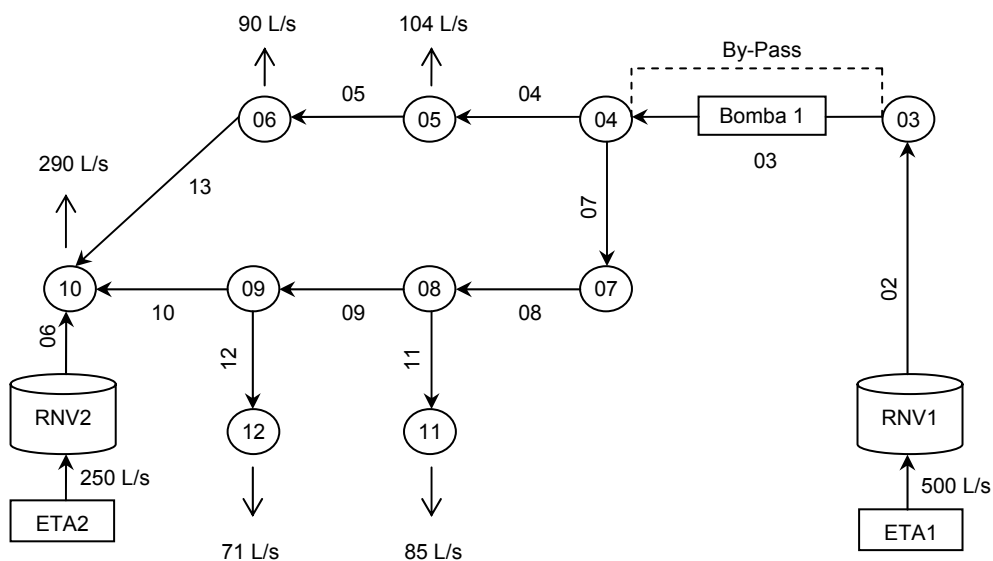 90 L/s
104 L/s
By-Pass
05
04
06
05
04
Bomba 1
03
03
290 L/s
13
07
02
10
09
08
07
10
09
08
06
12
11
RNV2
RNV1
12
11
250 L/s
500 L/s
ETA2
ETA1
71 L/s
85 L/s